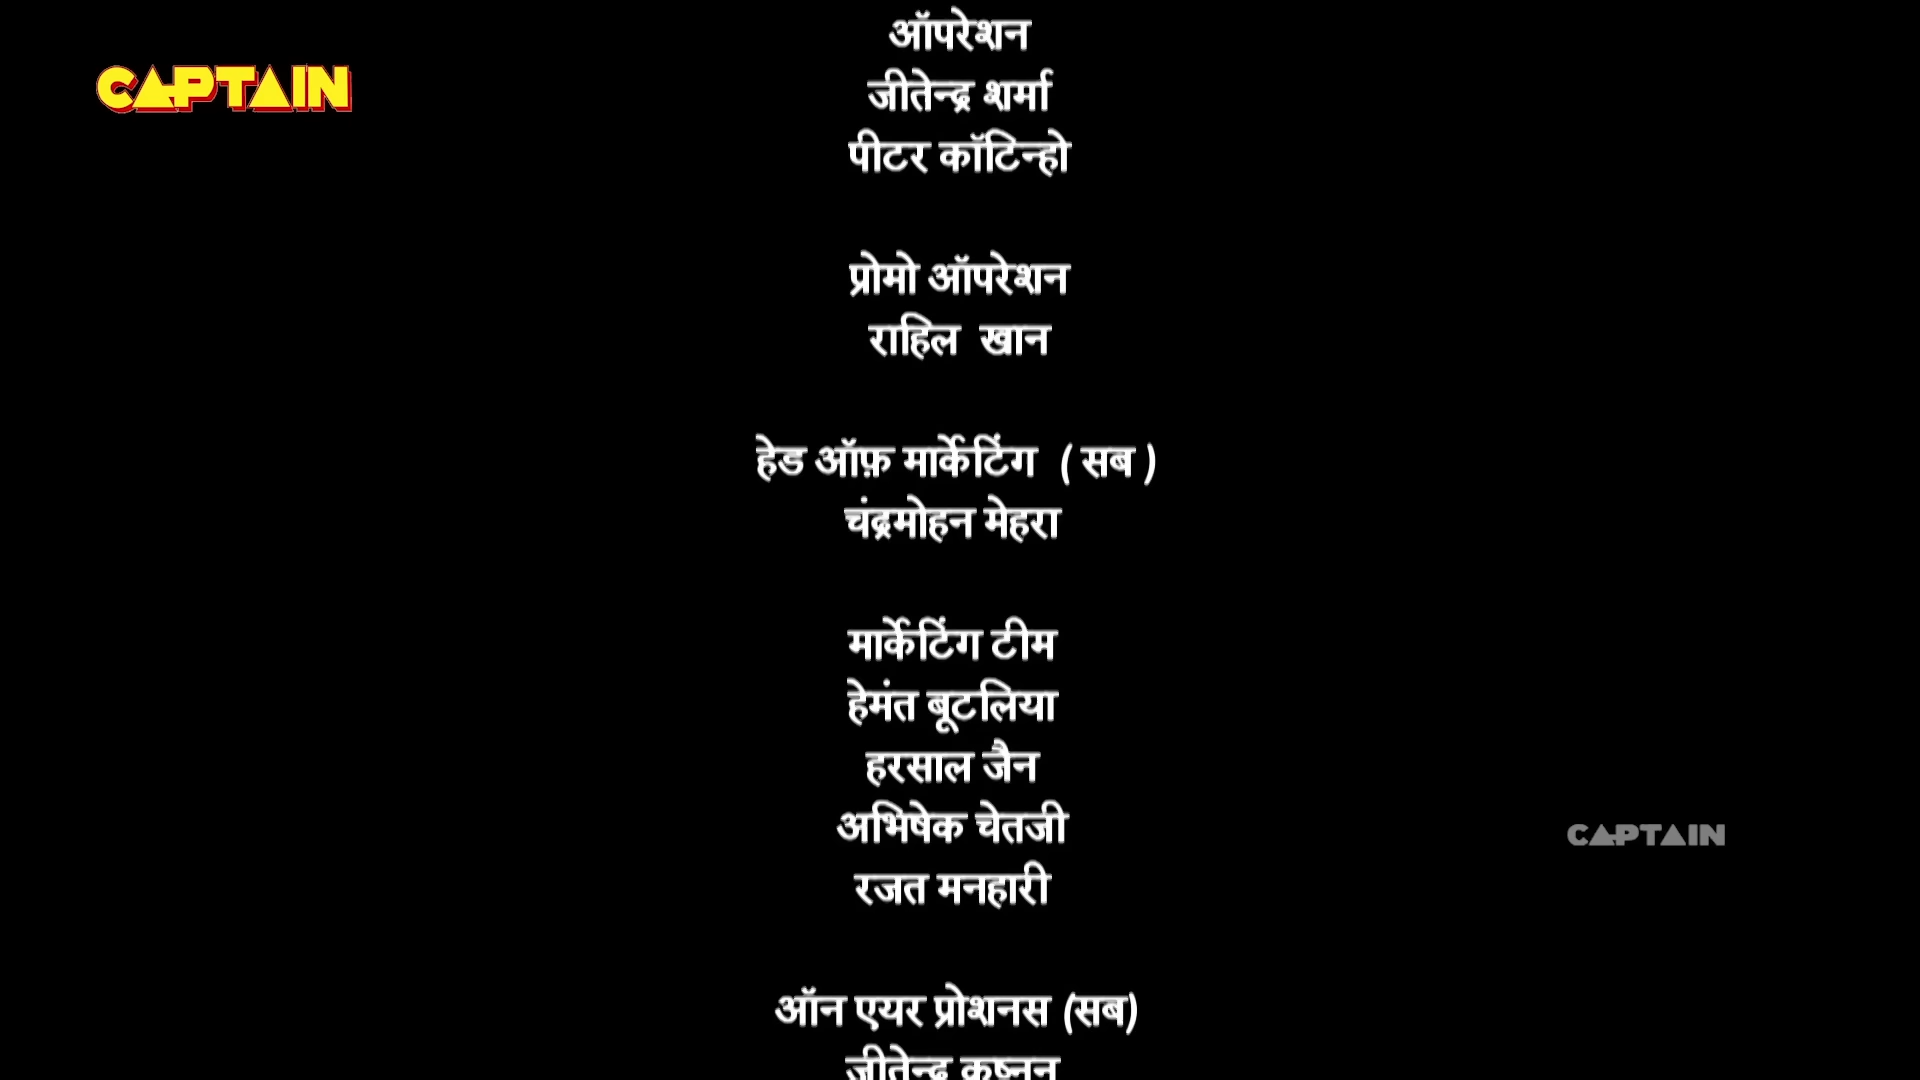 ऑपरेशन
CAPTAIN
जीतेन्द्र शर्मा
पीटर कॉटिन्हो
प्रोमो ऑपरेशन
राहिल खान
हेड ऑफ़ मार्केटिंग ( सब )
चंद्रमोहन मेहरा
मार्केटिंग टीम
हेमंत बूटलिया
हरसाल जैन
अभिषेक चेतजी
CAPTAIN
रजत मनहारी
ऑन एयर प्रोशनस (सब)
जीतेन्द्र